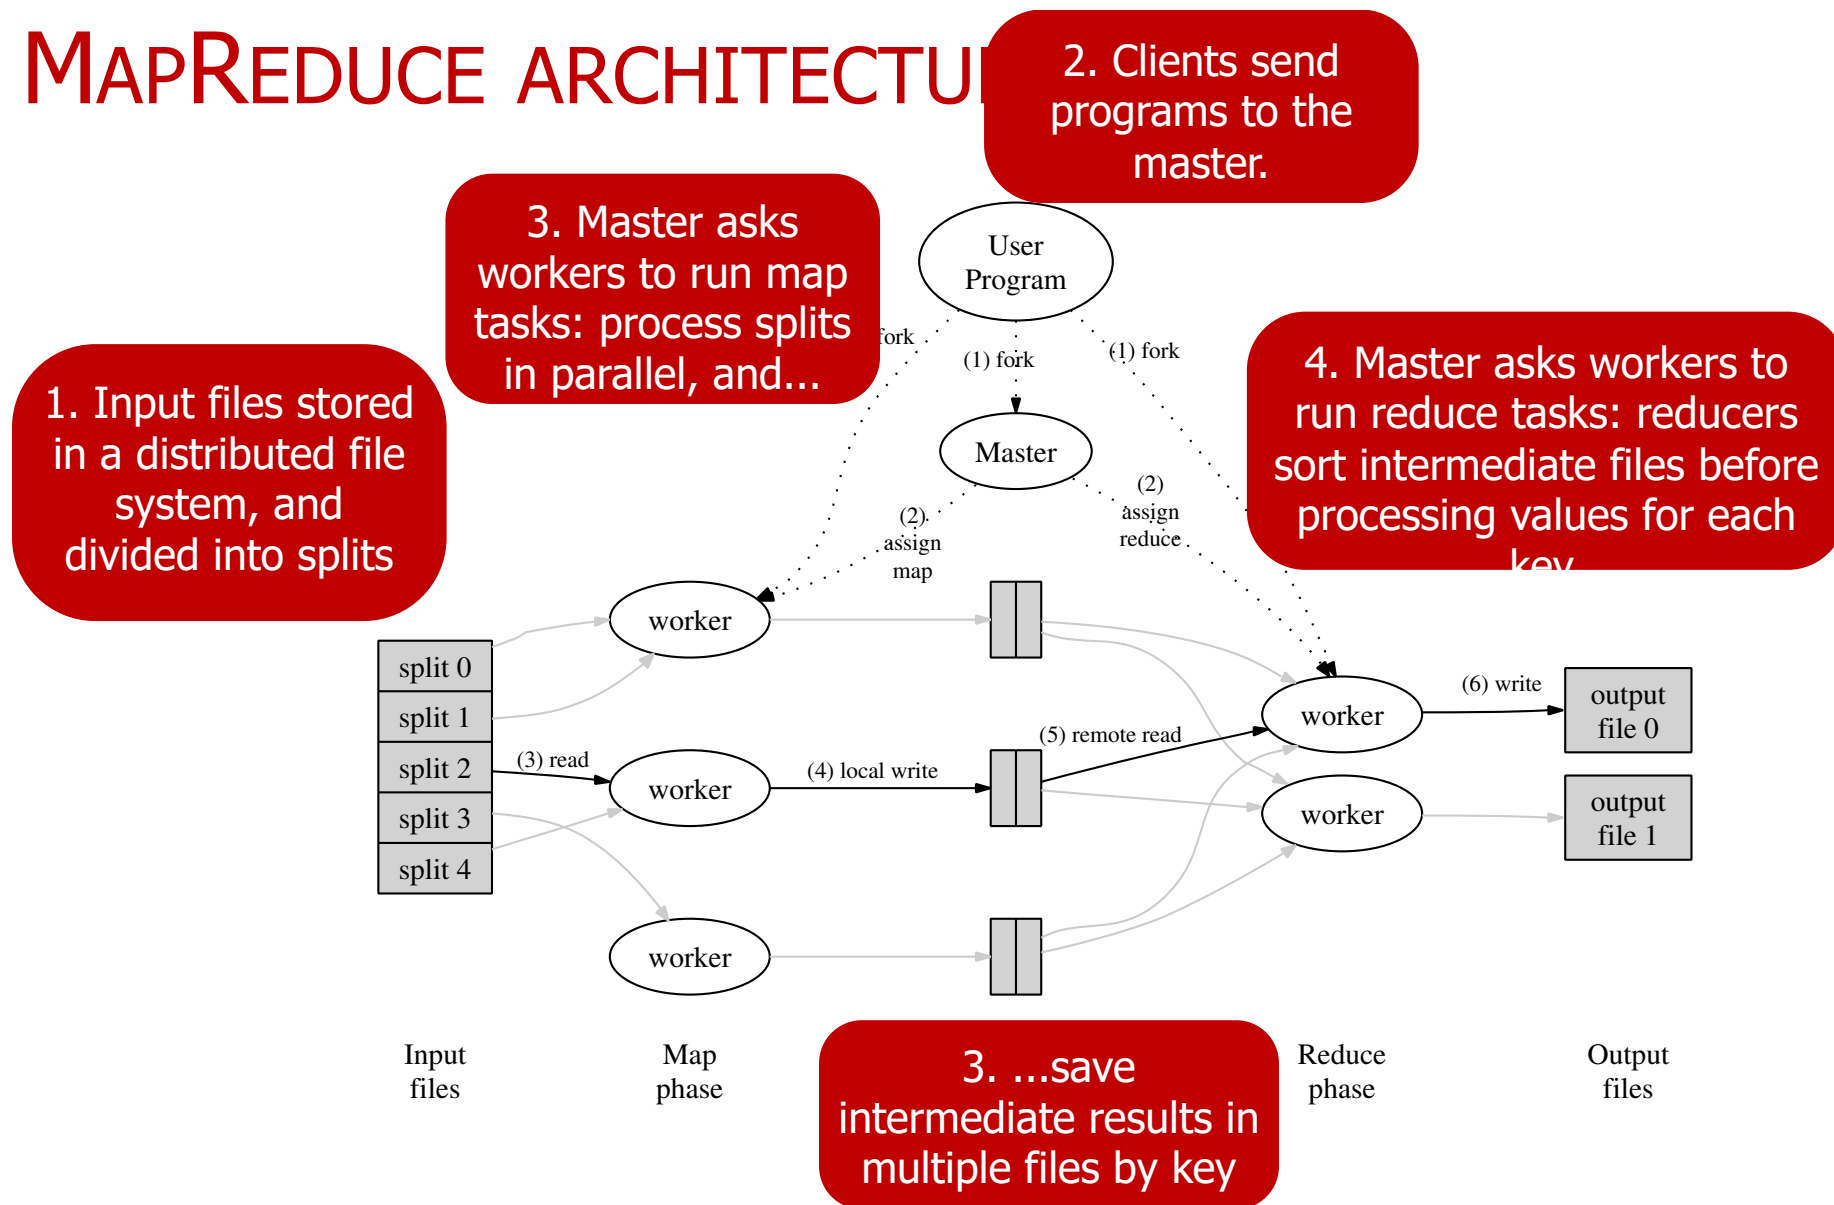 MAPREDUCE ARCHITECTU
2. Clients send
programs to the
master.
3. Master asks
workers to run map
tasks: process splits
in parallel, and...
1. Input files stored
in a distributed file
system, and
divided into splits
4. Master asks workers to
run reduce tasks: reducers
sort intermediate files before
processing values for each
key
User
Program
fork
(1) fork
(1) fork
Master
(2)
assign
map
(2)
assign
reduce
worker
split 0
split 1
split 2
split 3
split 4
(3) read
worker
(4) local write
worker
(5) remote read
worker
worker
(6) write
output
file 0
output
file 1
Input
files
Map
phase
3. ...save
intermediate results in
multiple files by key
Reduce
phase
Output
files